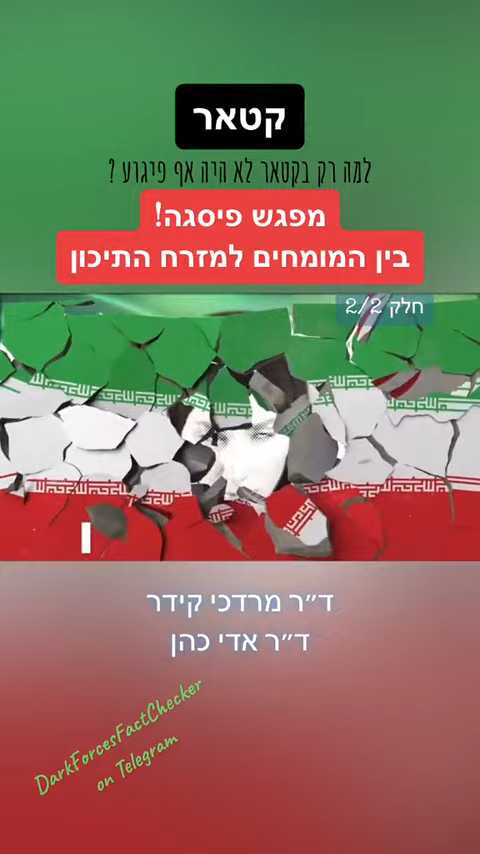 קטאר
למה רק בקטאר לא היה אף פיגוע ?
מפגש פיסגה!
בין המומחים למזרח התיכון
חלק 2/2
ד״ר מרדכי קידר
ד״ר אדי כהן
DarkForcesFactChecker
on Telegram